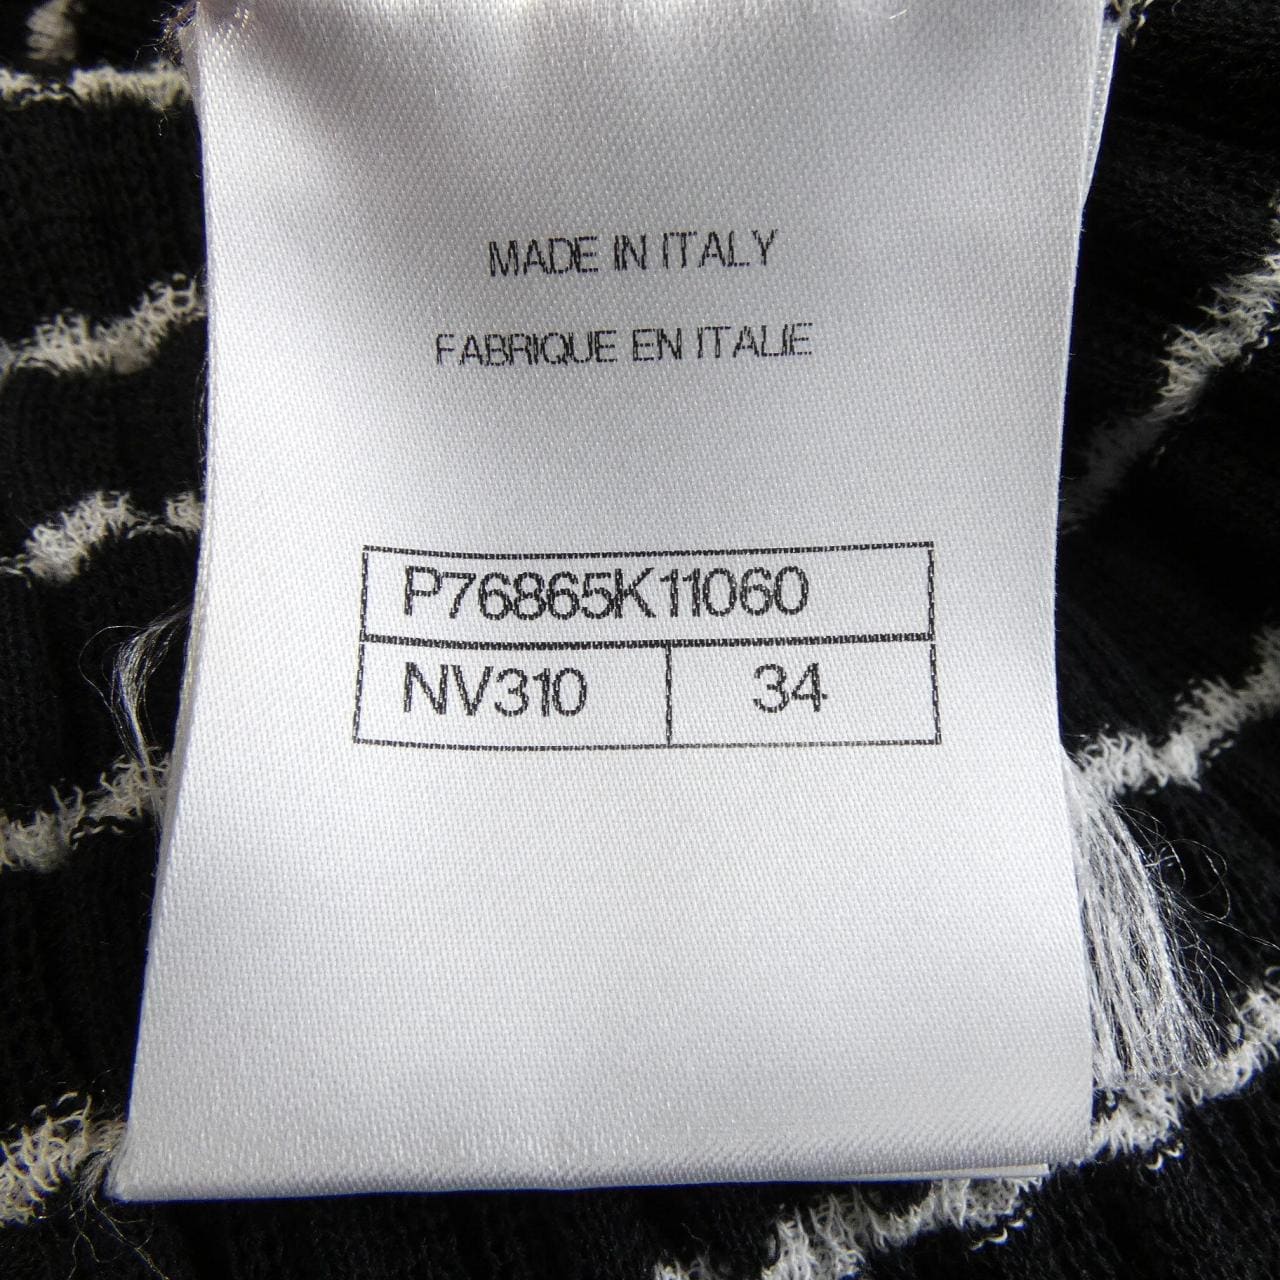 MADE IN ITALY
FABRIQUE EN ITALIE
P76865K11060
NV310 34